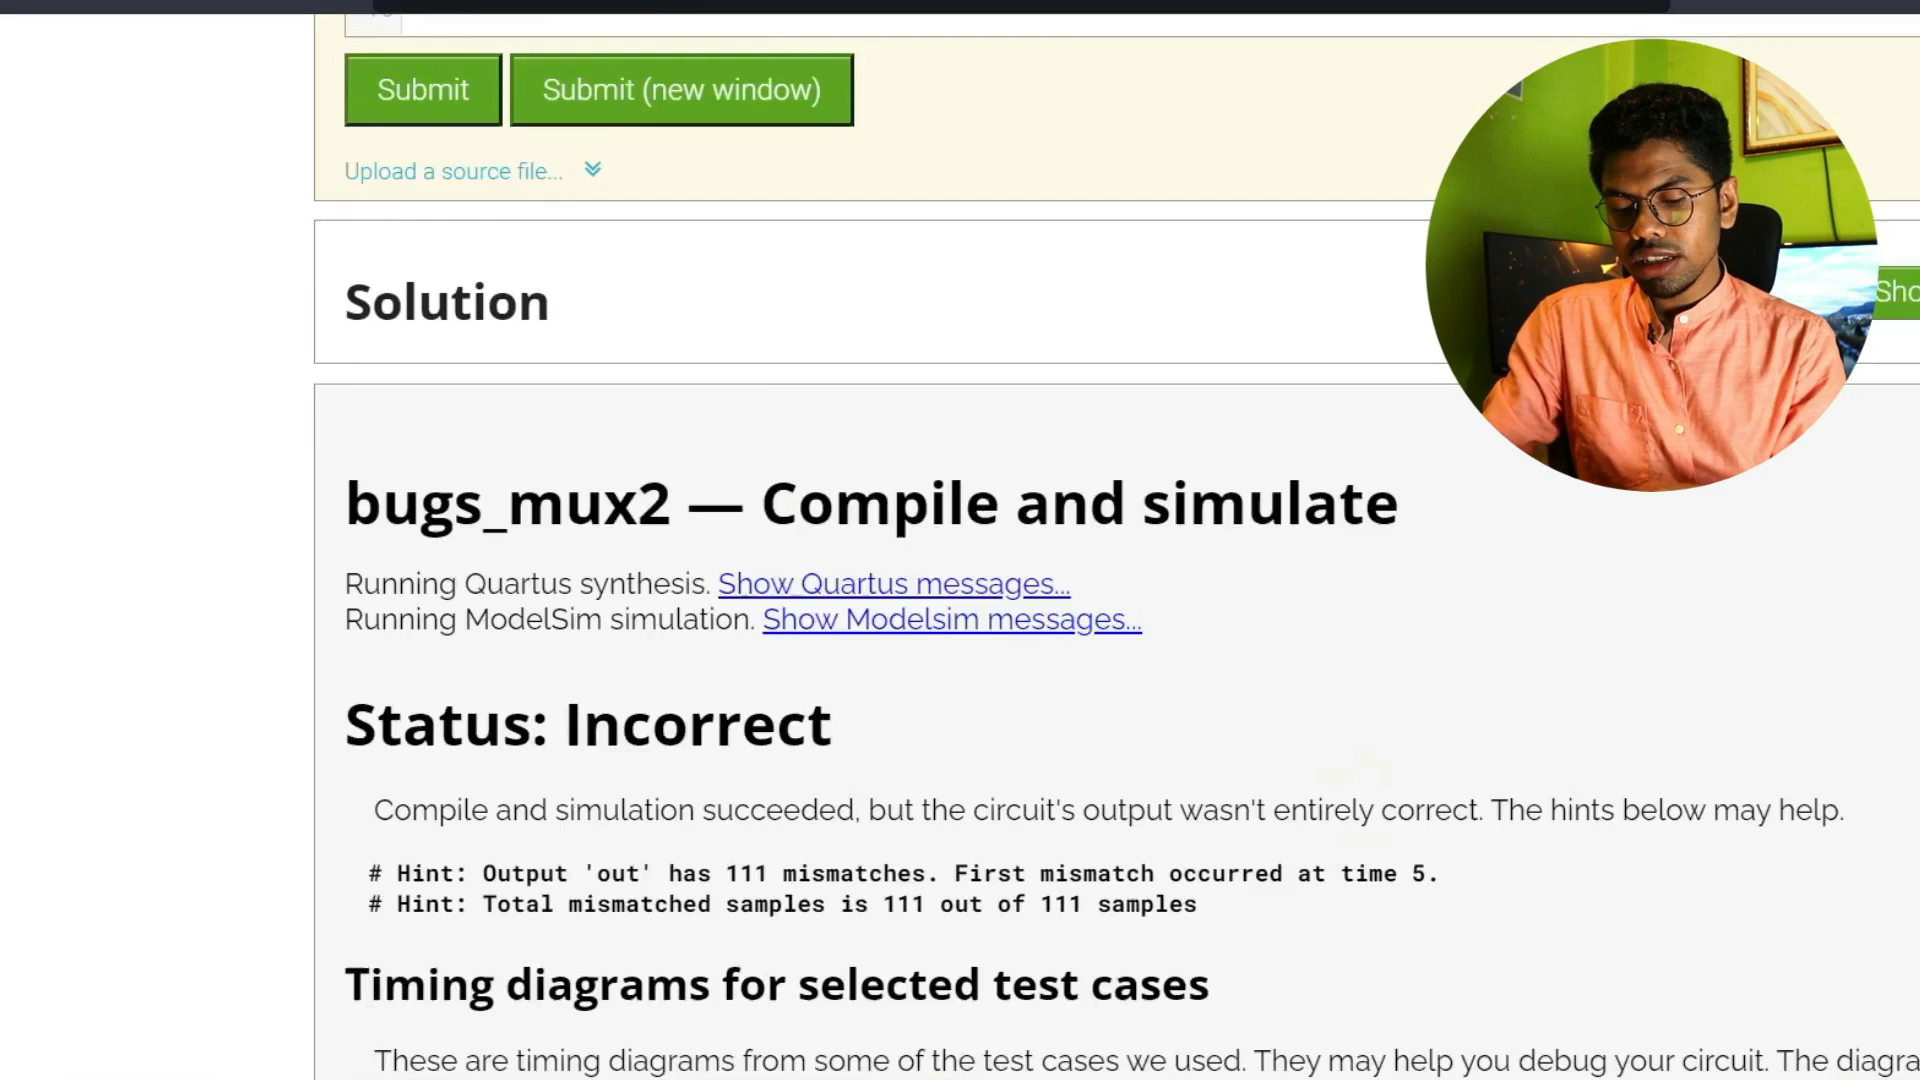 Submit
Submit (new window)
Upload a source file...
Solution
Sho
bugs_mux2 — Compile and simulate
Running Quartus synthesis. Show Quartus messages...
Running ModelSim simulation. Show Modelsim messages...
Status: Incorrect
Compile and simulation succeeded, but the circuit's output wasn't entirely correct. The hints below may help.
# Hint: Output 'out' has 111 mismatches. First mismatch occurred at time 5.
# Hint: Total mismatched samples is 111 out of 111 samples
Timing diagrams for selected test cases
These are timing diagrams from some of the test cases we used. They may help you debug your circuit. The diagra